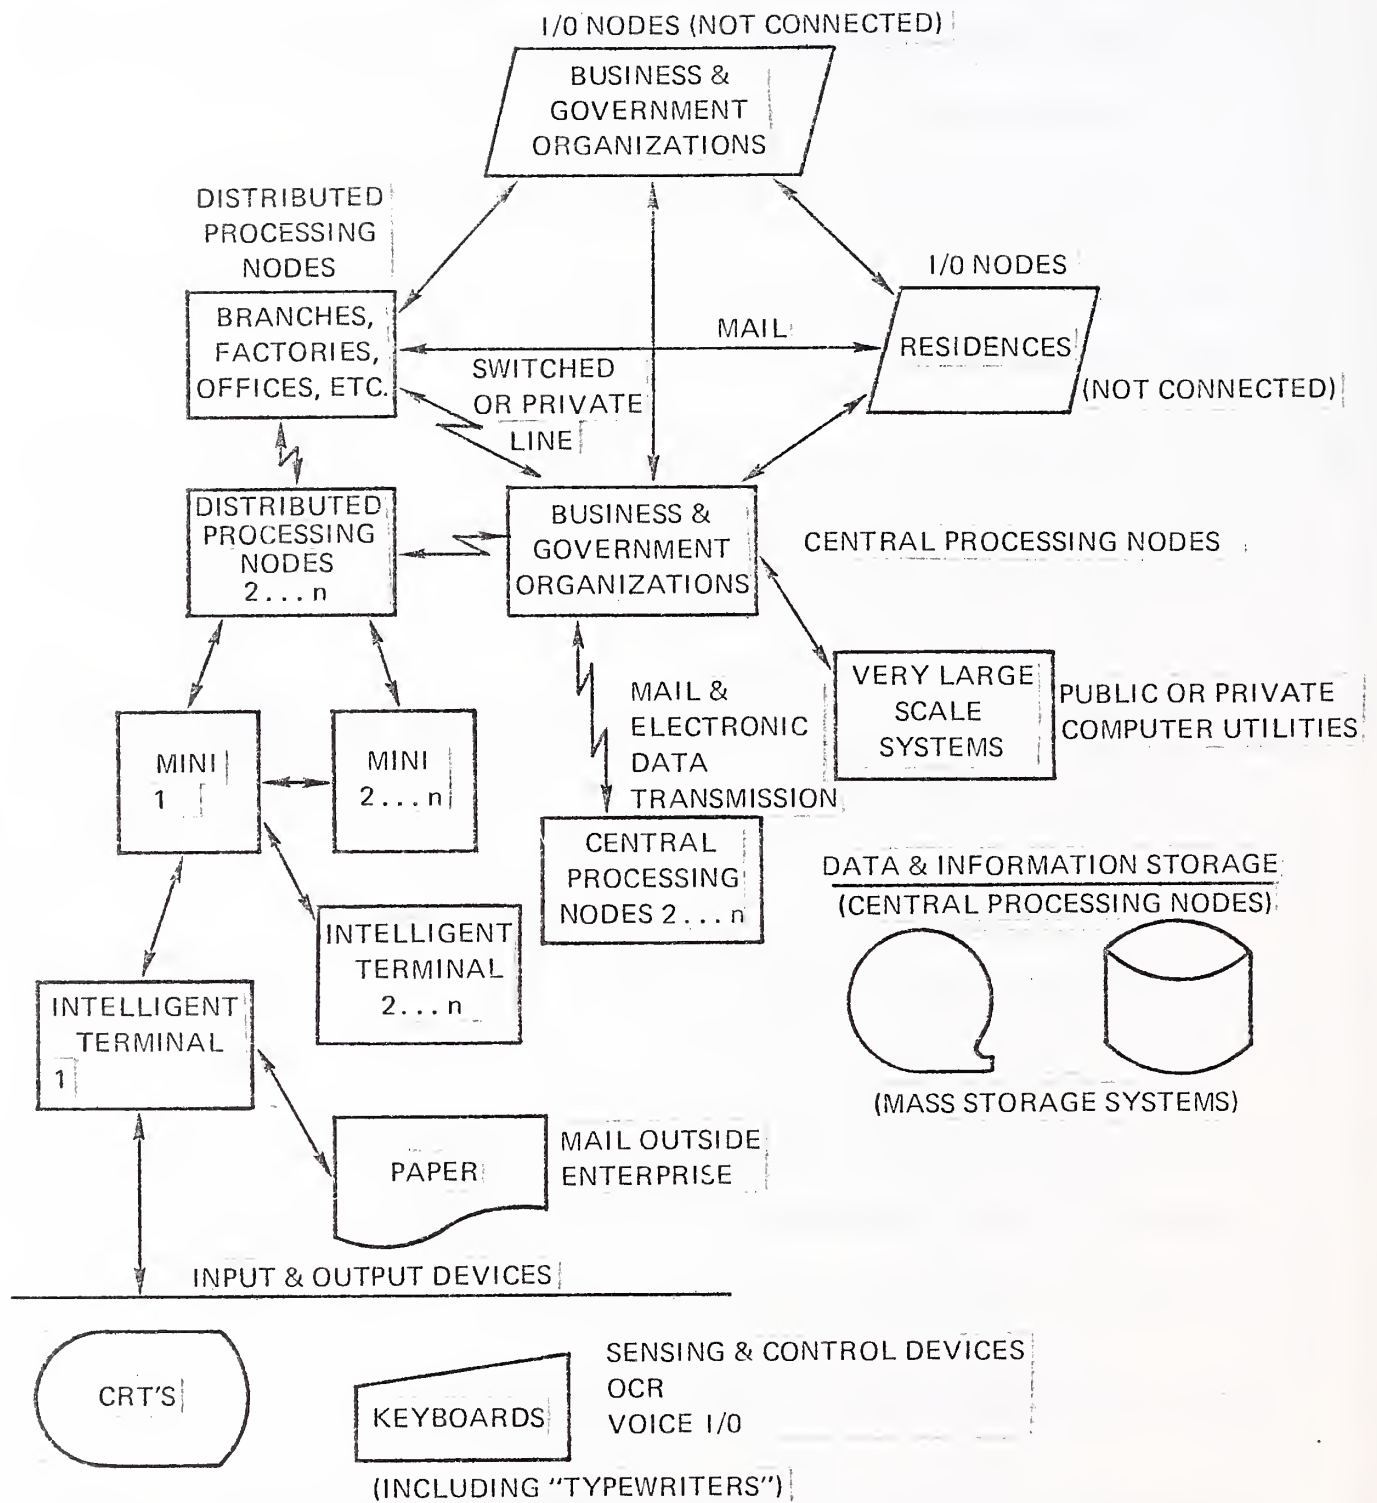 I/O NODES (NOT CONNECTED)
BUSINESS &
GOVERNMENT
ORGANIZATIONS
DISTRIBUTED
PROCESSING
NODES
BRANCHES,
FACTORIES,
OFFICES, ETC.
I/O NODES
RESIDENCES
(NOT CONNECTED)
MAIL
SWITCHED
OR PRIVATE
LINE
DISTRIBUTED
PROCESSING
NODES
2...n
BUSINESS &
GOVERNMENT
ORGANIZATIONS
CENTRAL PROCESSING NODES
VERY LARGE
SCALE
SYSTEMS
PUBLIC OR PRIVATE
COMPUTER UTILITIES
MAIL &
ELECTRONIC
DATA
TRANSMISSION
MINI
1
MINI
2...n
CENTRAL
PROCESSING
NODES 2...n
DATA & INFORMATION STORAGE
(CENTRAL PROCESSING NODES)
(MASS STORAGE SYSTEMS)
INTELLIGENT
TERMINAL
2...n
INTELLIGENT
TERMINAL
1
PAPER
MAIL OUTSIDE
ENTERPRISE
INPUT & OUTPUT DEVICES
CRT'S
KEYBOARDS
(INCLUDING "TYPEWRITERS")
SENSING & CONTROL DEVICES
OCR
VOICE I/O